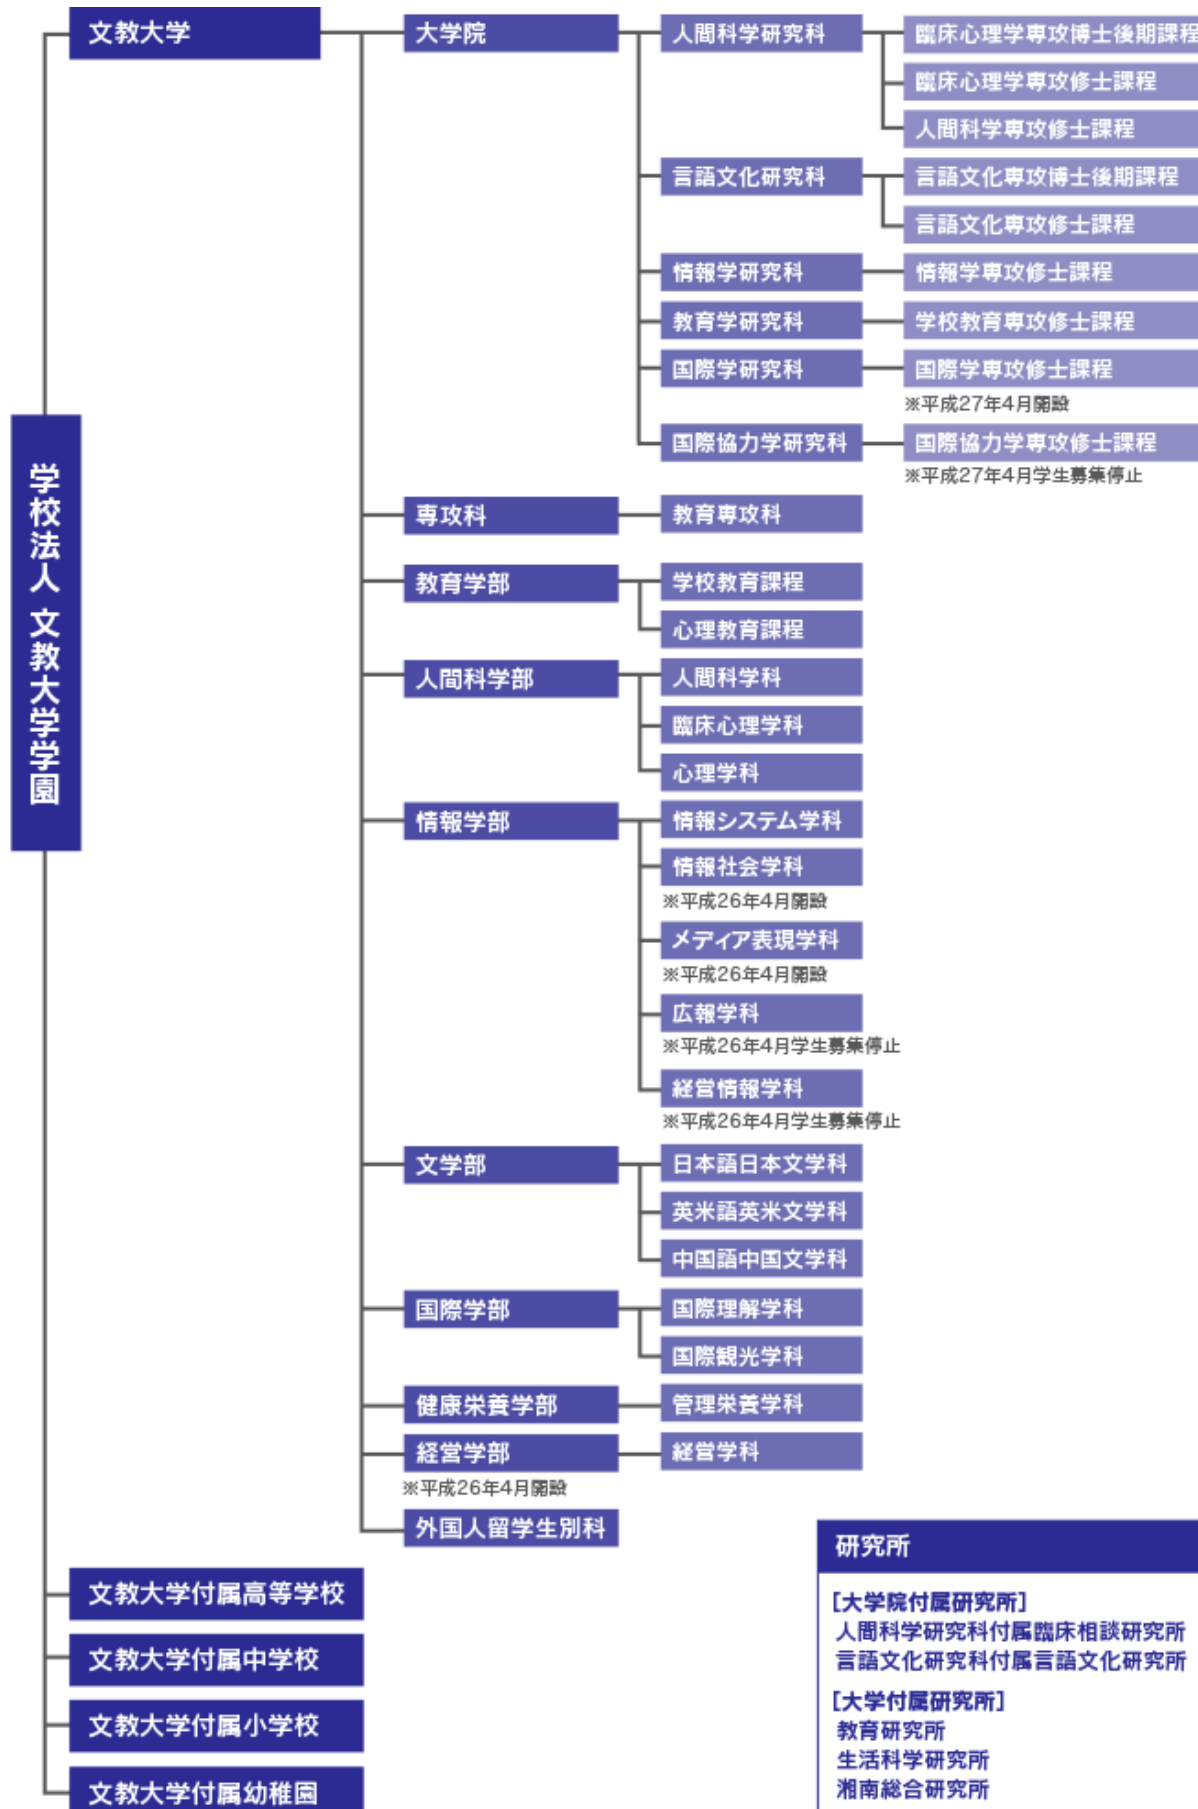 学校法人 文教大学学園
文教大学
大学院
人間科学研究科
臨床心理学専攻博士後期課程
臨床心理学専攻修士課程
人間科学専攻修士課程
言語文化研究科
言語文化専攻博士後期課程
言語文化専攻修士課程
情報学研究科
情報学専攻修士課程
教育学研究科
学校教育専攻修士課程
国際学研究科
国際学専攻修士課程
※平成27年4月開設
国際協力学研究科
国際協力学専攻修士課程
※平成27年4月学生募集停止
専攻科
教育専攻科
教育学部
学校教育課程
心理教育課程
人間科学部
人間科学科
臨床心理学科
心理学科
情報学部
情報システム学科
情報社会学科
※平成26年4月開設
メディア表現学科
※平成26年4月開設
広報学科
※平成26年4月学生募集停止
経営情報学科
※平成26年4月学生募集停止
文学部
日本語日本文学科
英米語英米文学科
中国語中国文学科
国際学部
国際理解学科
国際観光学科
健康栄養学部
管理栄養学科
経営学部
経営学科
※平成26年4月開設
外国人留学生別科
文教大学付属高等学校
文教大学付属中学校
文教大学付属小学校
文教大学付属幼稚園
研究所
[大学院付属研究所]
人間科学研究科付属臨床相談研究所
言語文化研究科付属言語文化研究所
[大学付属研究所]
教育研究所
生活科学研究所
湘南総合研究所